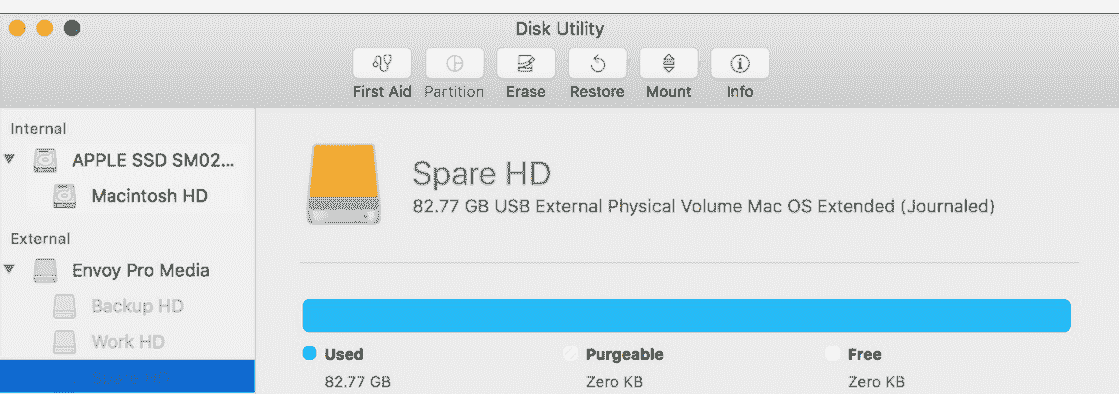 Disk Utility
First Aid Partition Erase Restore Mount Info
Internal
APPLE SSD SM02...
Macintosh HD
External
Envoy Pro Media
Backup HD
Work HD
Spare HD
82.77 GB USB External Physical Volume Mac OS Extended (Journaled)
Used Purgeable Free
82.77 GB Zero KB Zero KB